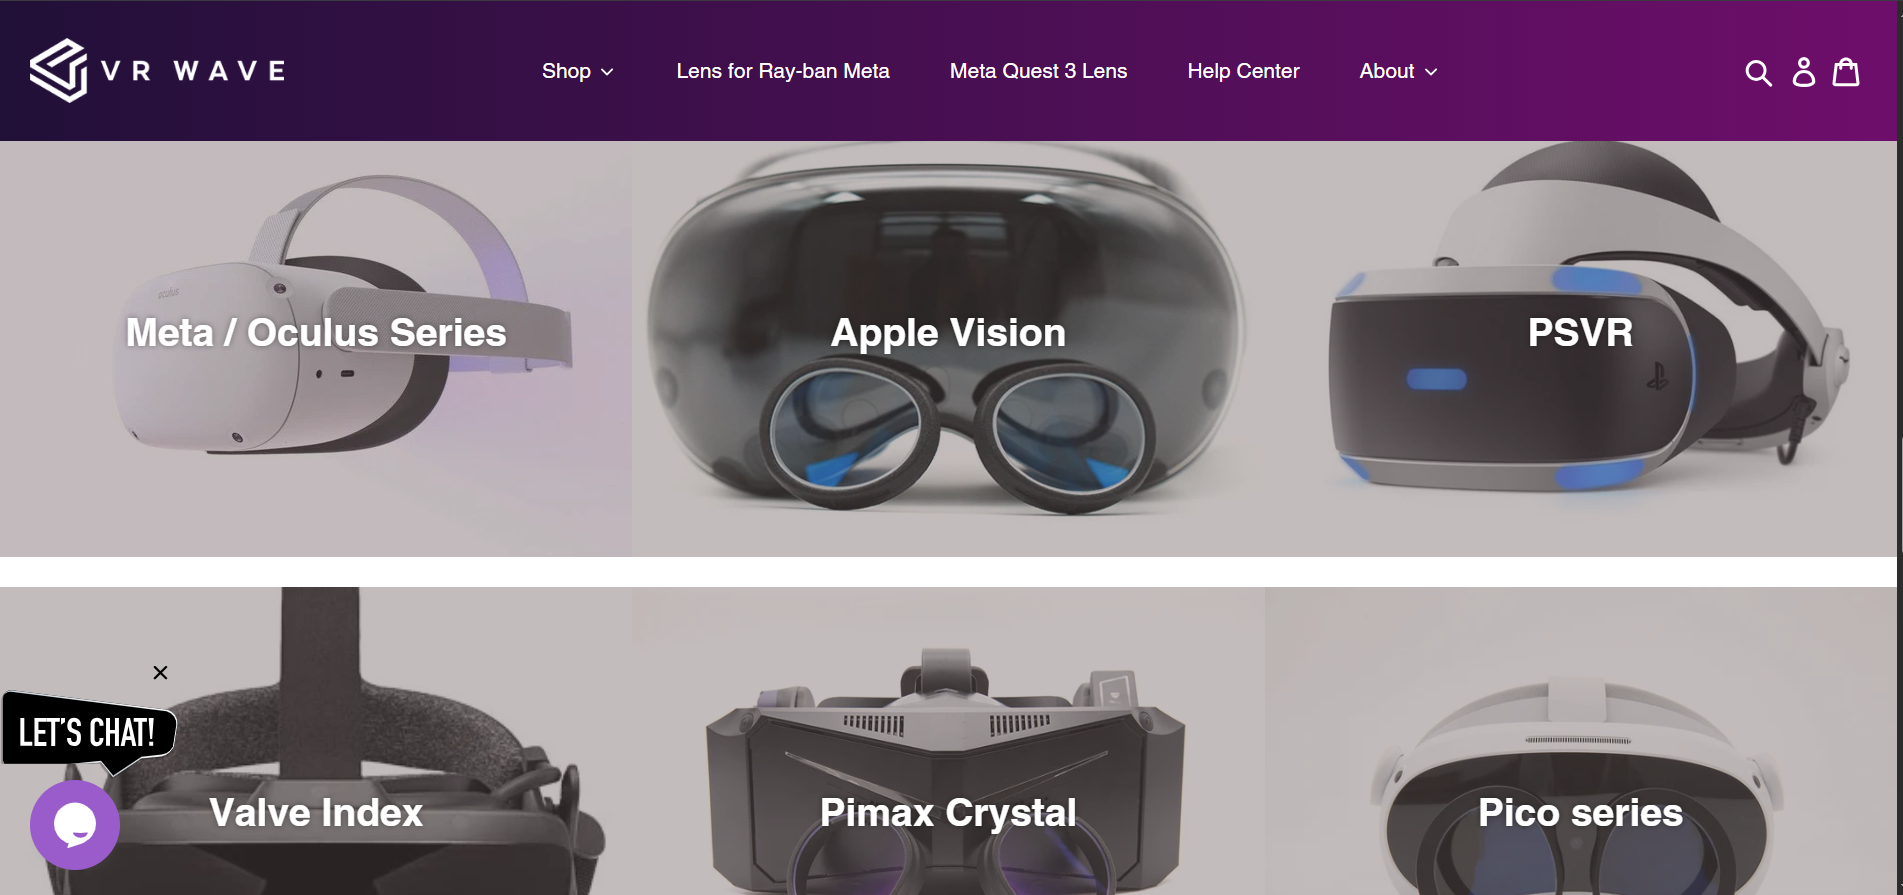 VR WAVE
Shop
Lens for Ray-ban Meta
Meta Quest 3 Lens
Help Center
About
oculus
Meta / Oculus Series
Apple Vision
PSVR
LET'S CHAT!
Valve Index
Pimax Crystal
Pico series